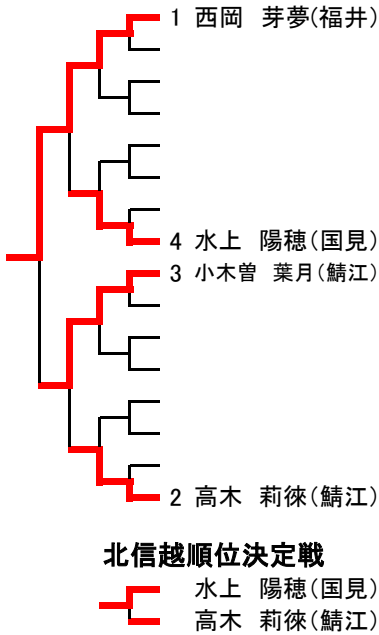 1 西岡 芽夢(福井)
4 水上 陽穂(国見)
3 小木曽 葉月(鯖江)
2 高木 莉徠(鯖江)
北信越順位決定戦
水上 陽穂(国見)
高木 莉徠(鯖江)